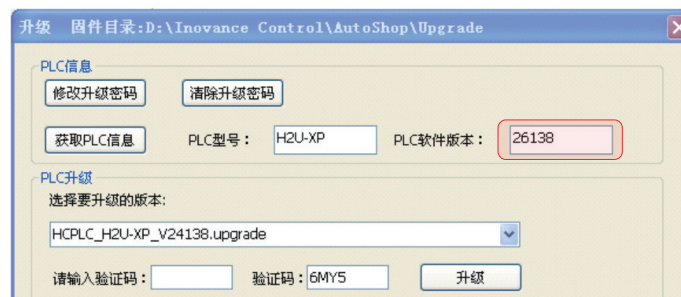 升级 固件目录:D:\Inovance Control\AutoShop\Upgrade
PLC信息
修改升级密码 清除升级密码
获取PLC信息 PLC型号： H2U-XP PLC软件版本： 26138
PLC升级
选择要升级的版本:
HCPLC_H2U-XP_V24138.upgrade
请输入验证码： 验证码：6MY5 升级